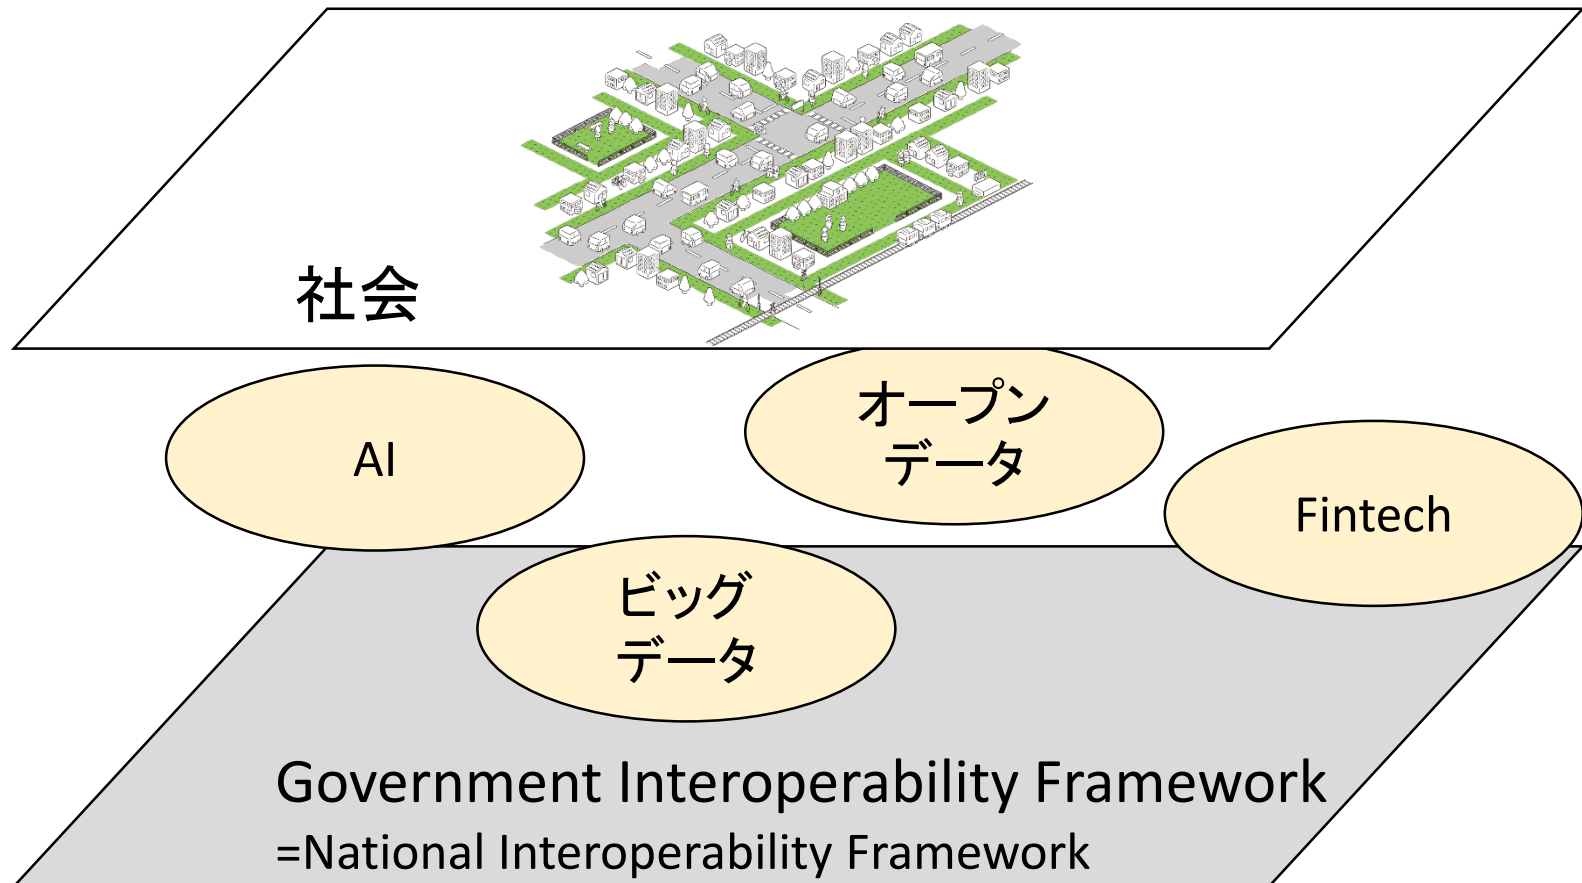 社会
AI
オープン
データ
Fintech
ビッグ
データ
Government Interoperability Framework
=National Interoperability Framework